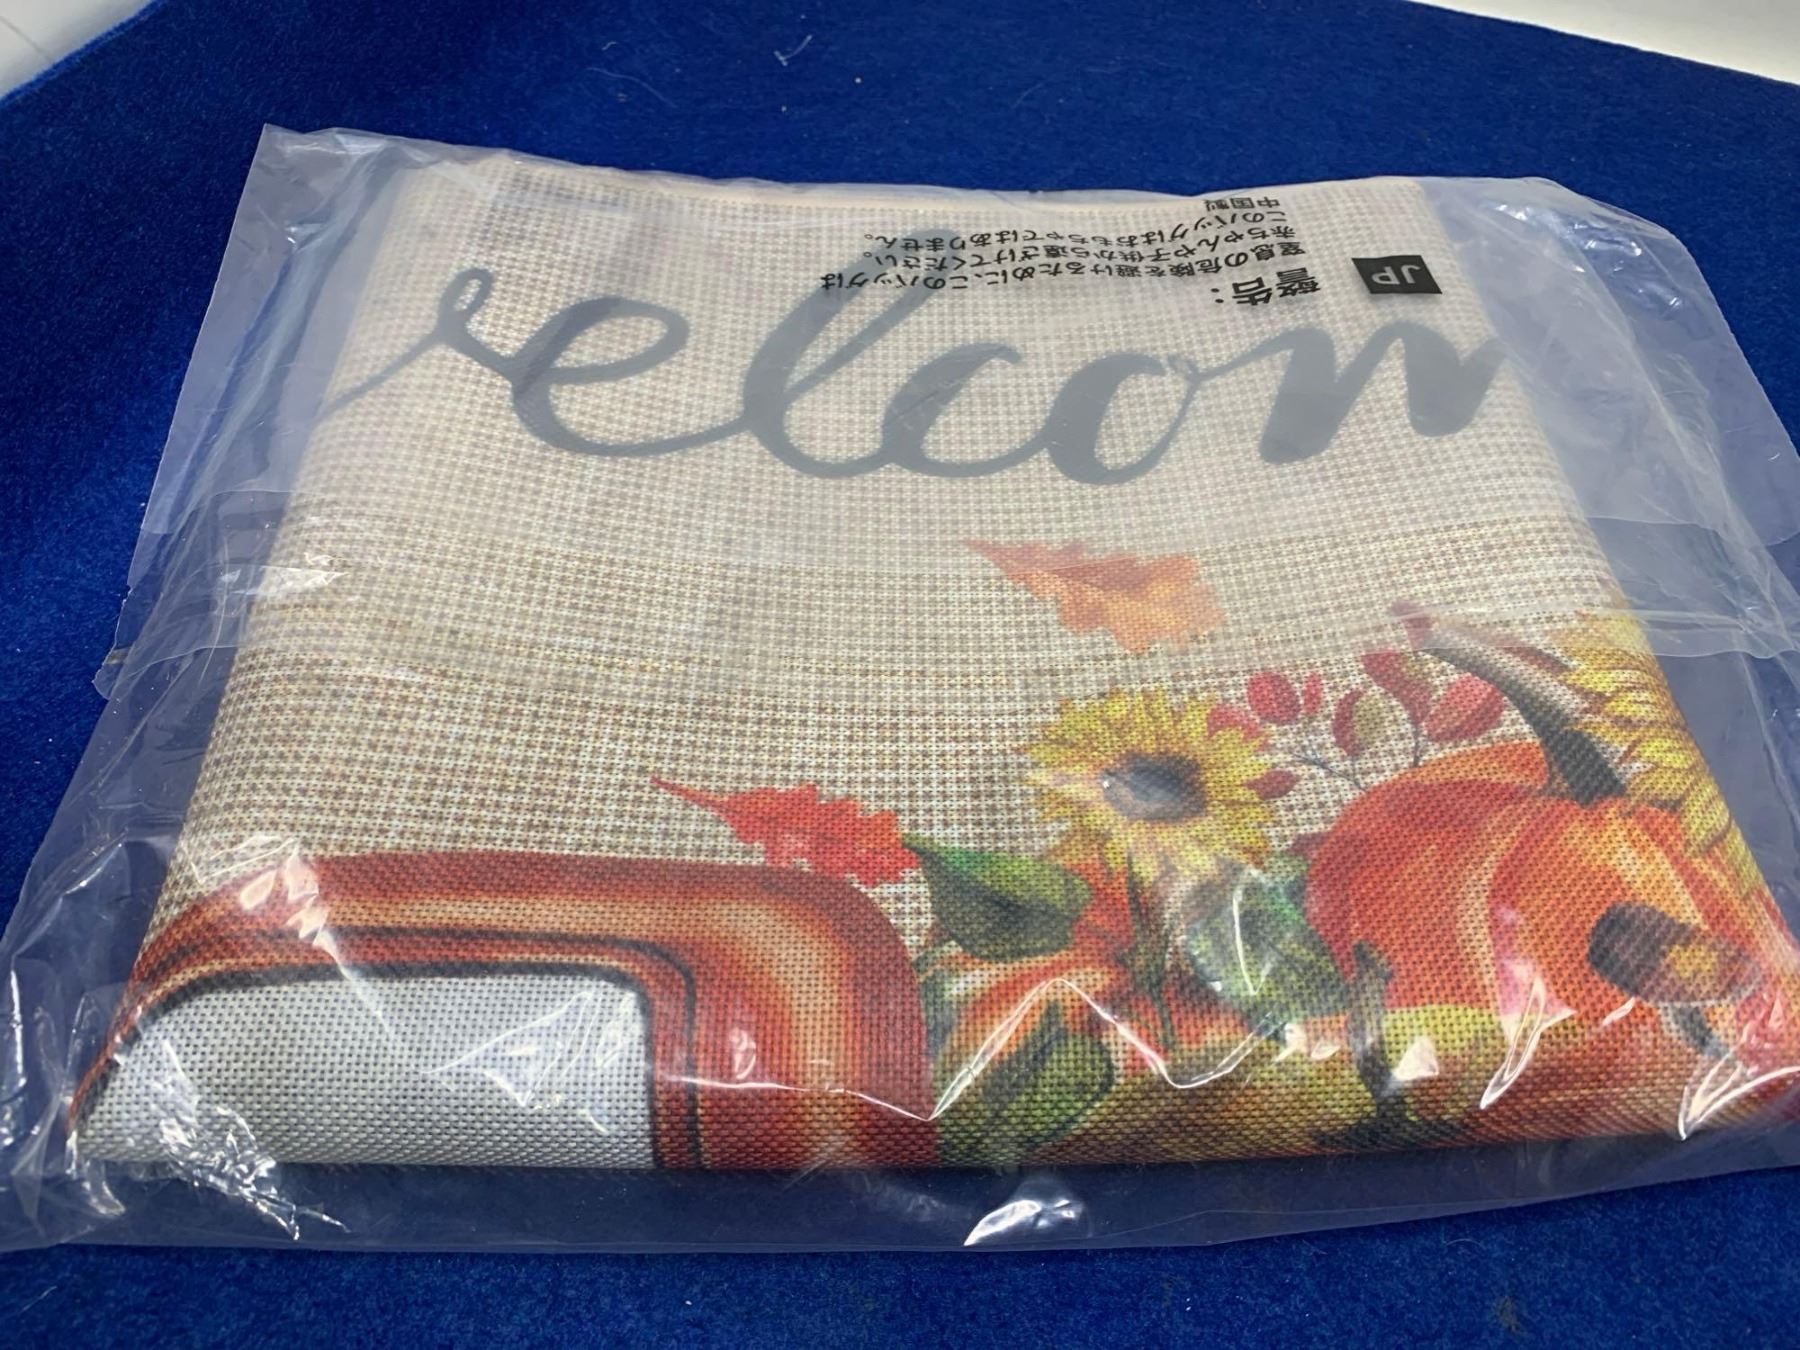 JP
警告:
窒息の危険を避けるために、このバッグは
赤ちゃんや子供から遠ざけてください。
このバッグはおもちゃではありません。
中国製
elcom